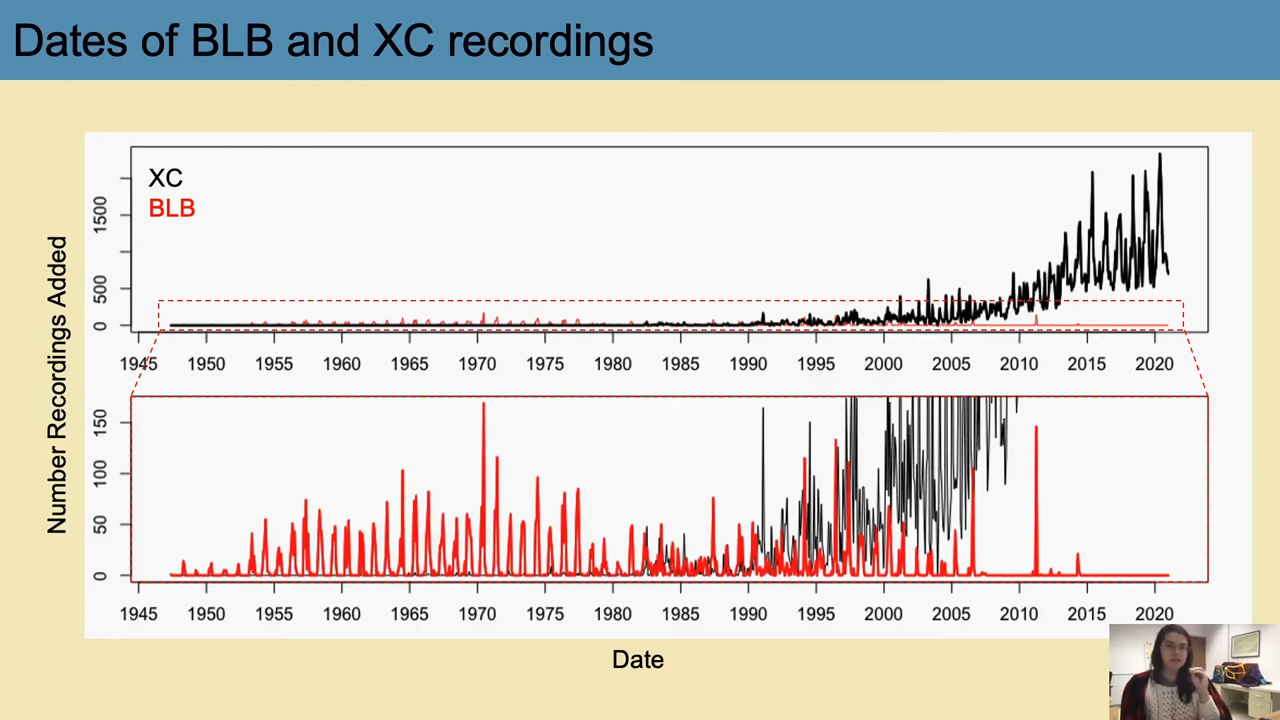 Dates of BLB and XC recordings
XC
BLB
Number Recordings Added
1500
500
0
1945 1950 1955 1960 1965 1970 1975 1980 1985 1990 1995 2000 2005 2010 2015 2020
150
100
50
0
1945 1950 1955 1960 1965 1970 1975 1980 1985 1990 1995 2000 2005 2010 2015 2020
Date